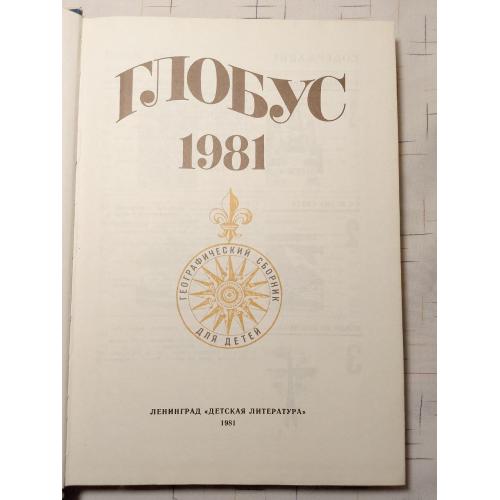 ГЛОБУС
1981
ГЕОГРАФИЧЕСКИЙ СБОРНИК
ДЛЯ ДЕТЕЙ
ЛЕНИНГРАД «ДЕТСКАЯ ЛИТЕРАТУРА»
1981